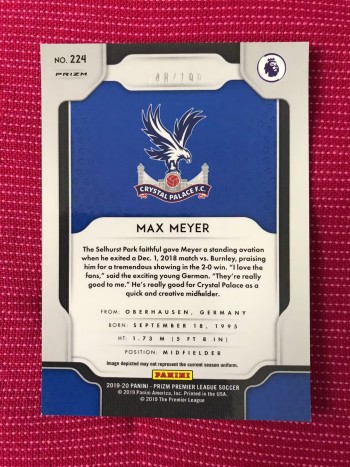 NO. 224
PRIZM
CRYSTAL PALACE F.C.
MAX MEYER
The Selhurst Park faithful gave Meyer a standing ovation
when he exited a Dec. 1, 2018 match vs. Burnley, praising
him for a tremendous showing in the 2-0 win. "I love the
fans," said the exciting young German. "They're really
good to me." He's really good for Crystal Palace as a
quick and creative midfielder.
FROM: OBERHAUSEN, GERMANY
BORN: SEPTEMBER 18, 1995
HT: 1.73 M (5 FT 8 IN)
POSITION: MIDFIELDER
Image depicted may not represent the current season uniform.
PANINI
2019-20 PANINI - PRIZM PREMIER LEAGUE SOCCER
© 2019 Panini America, Inc. Printed in the USA.
© 2019 The Premier League